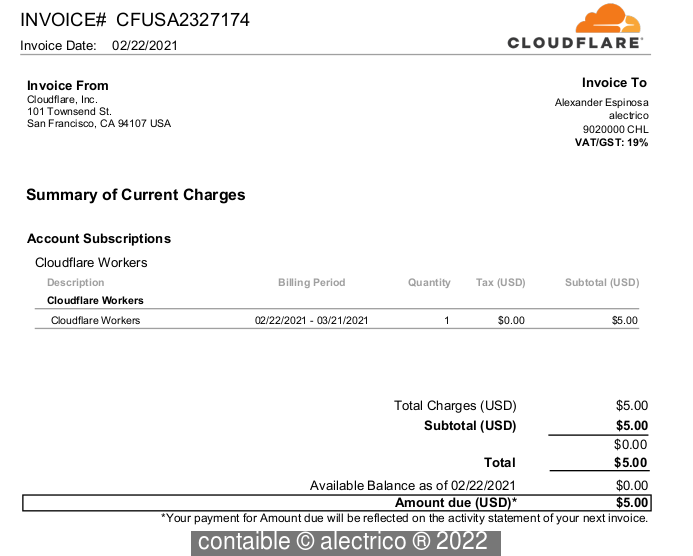 INVOICE# CFUSA2327174
Invoice Date: 02/22/2021
CLOUDFLARE
Invoice From
Cloudflare, Inc.
101 Townsend St.
San Francisco, CA 94107 USA
Invoice To
Alexander Espinosa
alectrico
9020000 CHL
VAT/GST: 19%
Summary of Current Charges
Account Subscriptions
Cloudflare Workers
Description Billing Period Quantity Tax (USD) Subtotal (USD)
Cloudflare Workers
Cloudflare Workers 02/22/2021 - 03/21/2021 1 $0.00 $5.00
Total Charges (USD) $5.00
Subtotal (USD) $5.00
$0.00
Total $5.00
Available Balance as of 02/22/2021 $0.00
Amount due (USD)* $5.00
*Your payment for Amount due will be reflected on the activity statement of your next invoice.
contaible © alectrico ® 2022